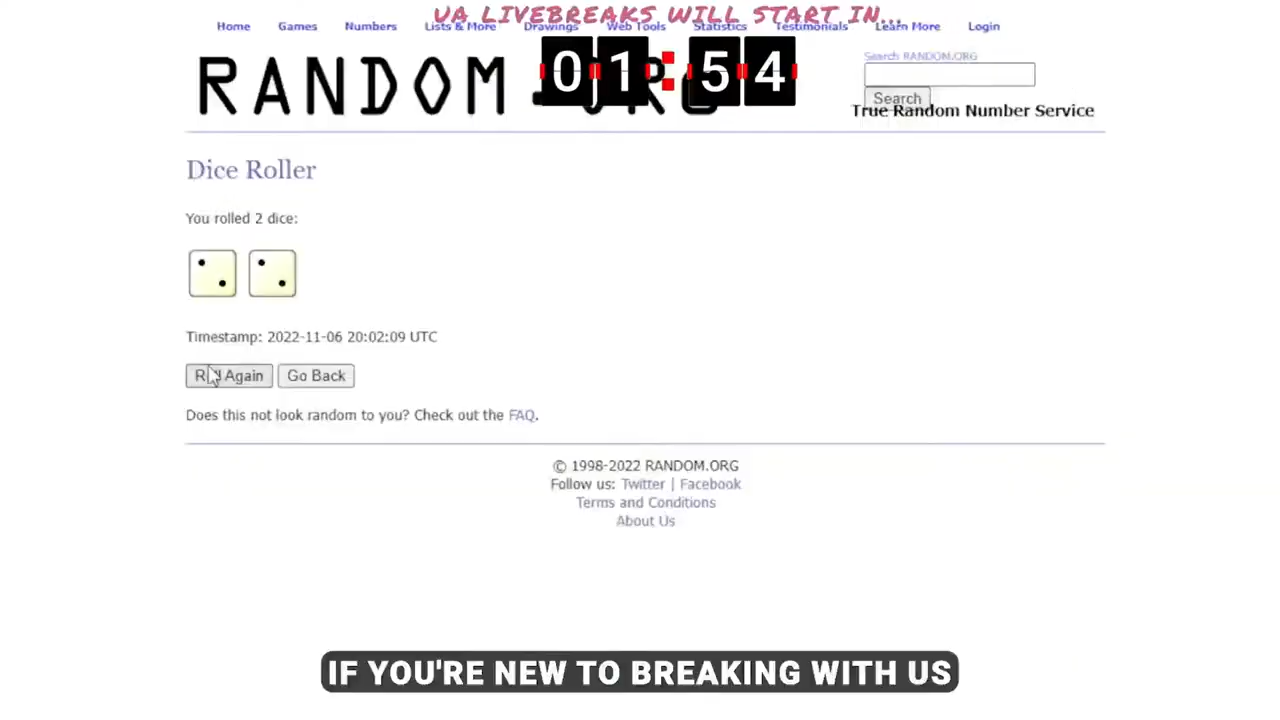 UA LIVEBREAKS WILL START IN...
Home Games Numbers Lists & More Drawings Web Tools Statistics Testimonials Learn More Login
RANDOM.ORG
01:54
Search RANDOM.ORG
Search
True Random Number Service
Dice Roller
You rolled 2 dice:
Timestamp: 2022-11-06 20:02:09 UTC
Roll Again Go Back
Does this not look random to you? Check out the FAQ.
© 1998-2022 RANDOM.ORG
Follow us: Twitter | Facebook
Terms and Conditions
About Us
IF YOU'RE NEW TO BREAKING WITH US